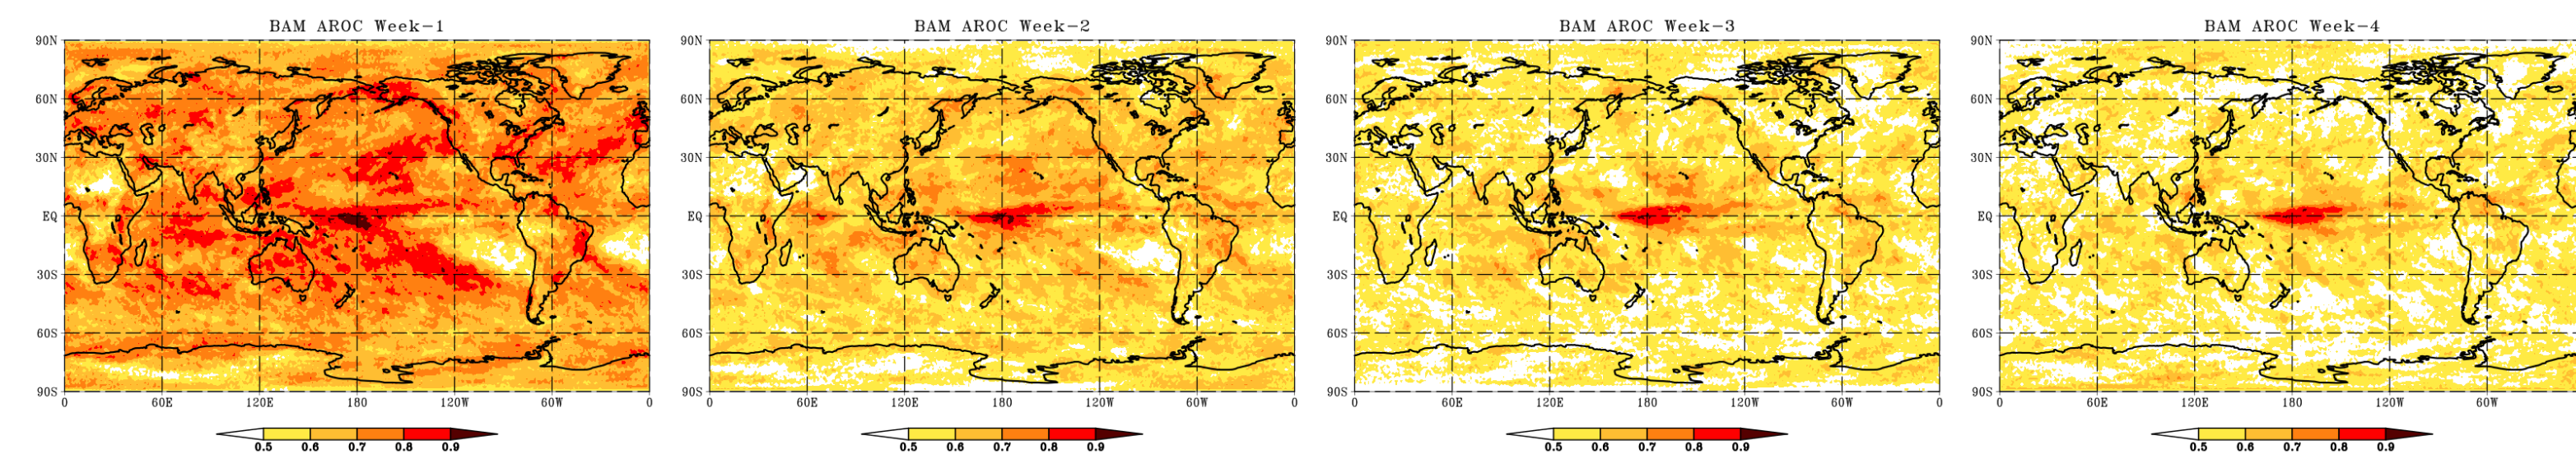 BAM AROC Week-1
90N
60N
30N
EQ
30S
60S
90S
0 60E 120E 180 120W 60W 0
0.5 0.6 0.7 0.8 0.9
BAM AROC Week-2
90N
60N
30N
EQ
30S
60S
90S
0 60E 120E 180 120W 60W 0
0.5 0.6 0.7 0.8 0.9
BAM AROC Week-3
90N
60N
30N
EQ
30S
60S
90S
0 60E 120E 180 120W 60W 0
0.5 0.6 0.7 0.8 0.9
BAM AROC Week-4
90N
60N
30N
EQ
30S
60S
90S
0 60E 120E 180 120W 60W
0.5 0.6 0.7 0.8 0.9